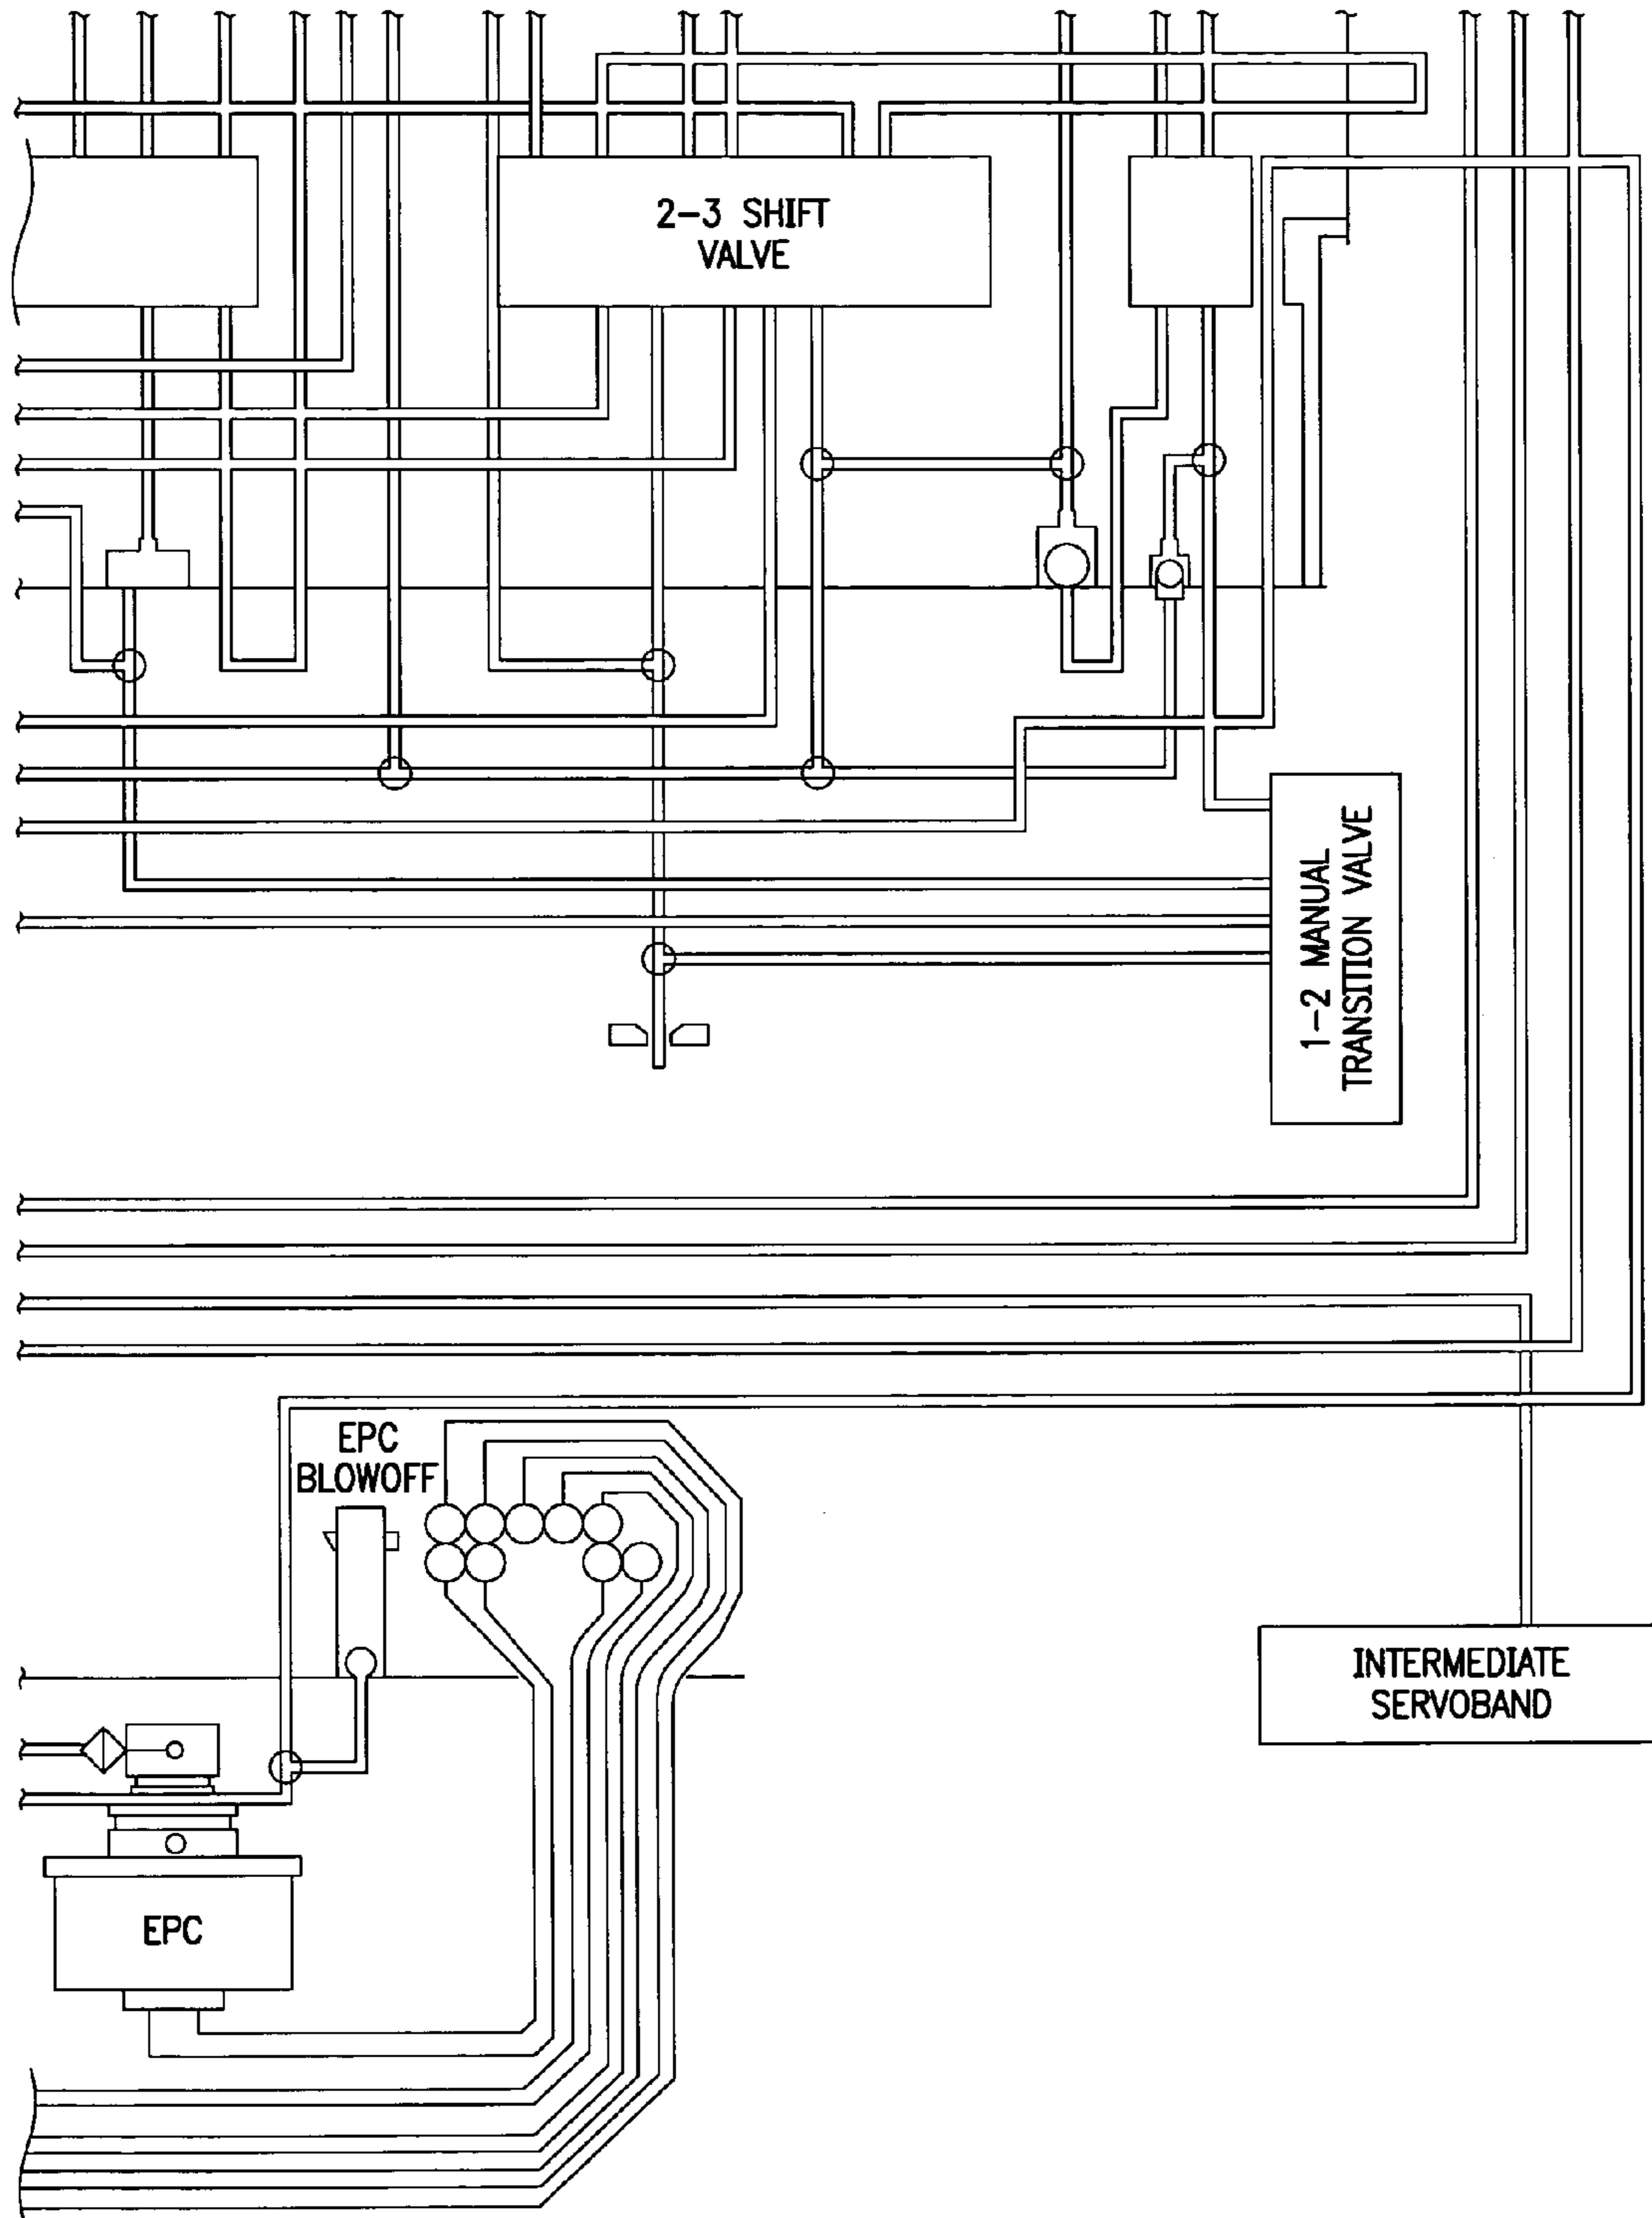 2-3 SHIFT
VALVE
1-2 MANUAL
TRANSITION VALVE
EPC
BLOWOFF
INTERMEDIATE
SERVOBAND
EPC